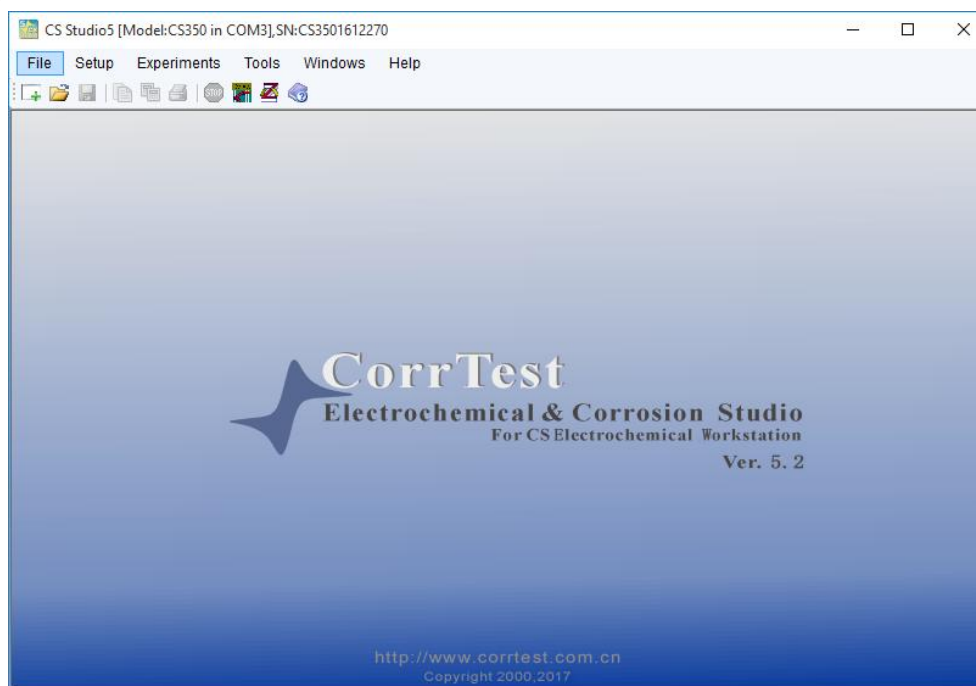 CS Studio5 [Model:CS350 in COM3],SN:CS3501612270
File Setup Experiments Tools Windows Help
STOP
CorrTest
Electrochemical & Corrosion Studio
For CS Electrochemical Workstation
Ver. 5.2
http://www.corrtest.com.cn
Copyright 2000,2017